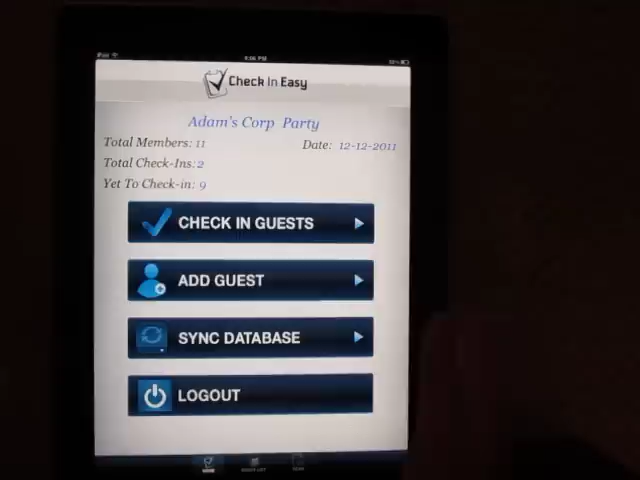 iPad
Check In Easy
Adam's Corp Party
Total Members: 11
Date: 12-12-2011
Total Check-Ins: 2
Yet To Check-in: 9
CHECK IN GUESTS
ADD GUEST
SYNC DATABASE
LOGOUT